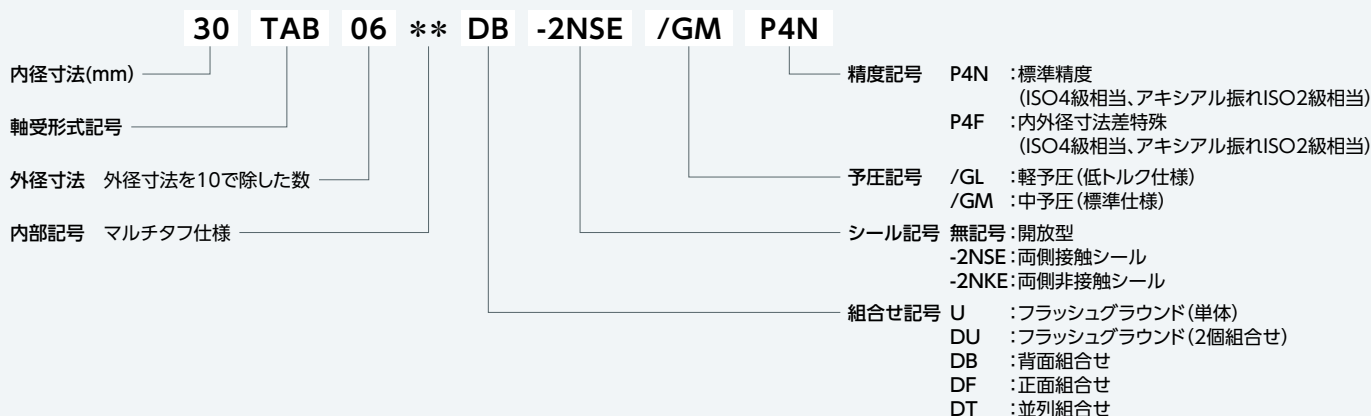 30 TAB 06 ** DB -2NSE /GM P4N
内径寸法(mm)
軸受形式記号
外径寸法 外径寸法を10で除した数
内部記号 マルチタフ仕様
精度記号 P4N :標準精度
(ISO4級相当、アキシアル振れISO2級相当)
P4F :内外径寸法差特殊
(ISO4級相当、アキシアル振れISO2級相当)
予圧記号 /GL :軽予圧(低トルク仕様)
/GM :中予圧(標準仕様)
シール記号 無記号:開放型
-2NSE:両側接触シール
-2NKE:両側非接触シール
組合せ記号 U :フラッシュグラウンド(単体)
DU :フラッシュグラウンド(2個組合せ)
DB :背面組合せ
DF :正面組合せ
DT :並列組合せ